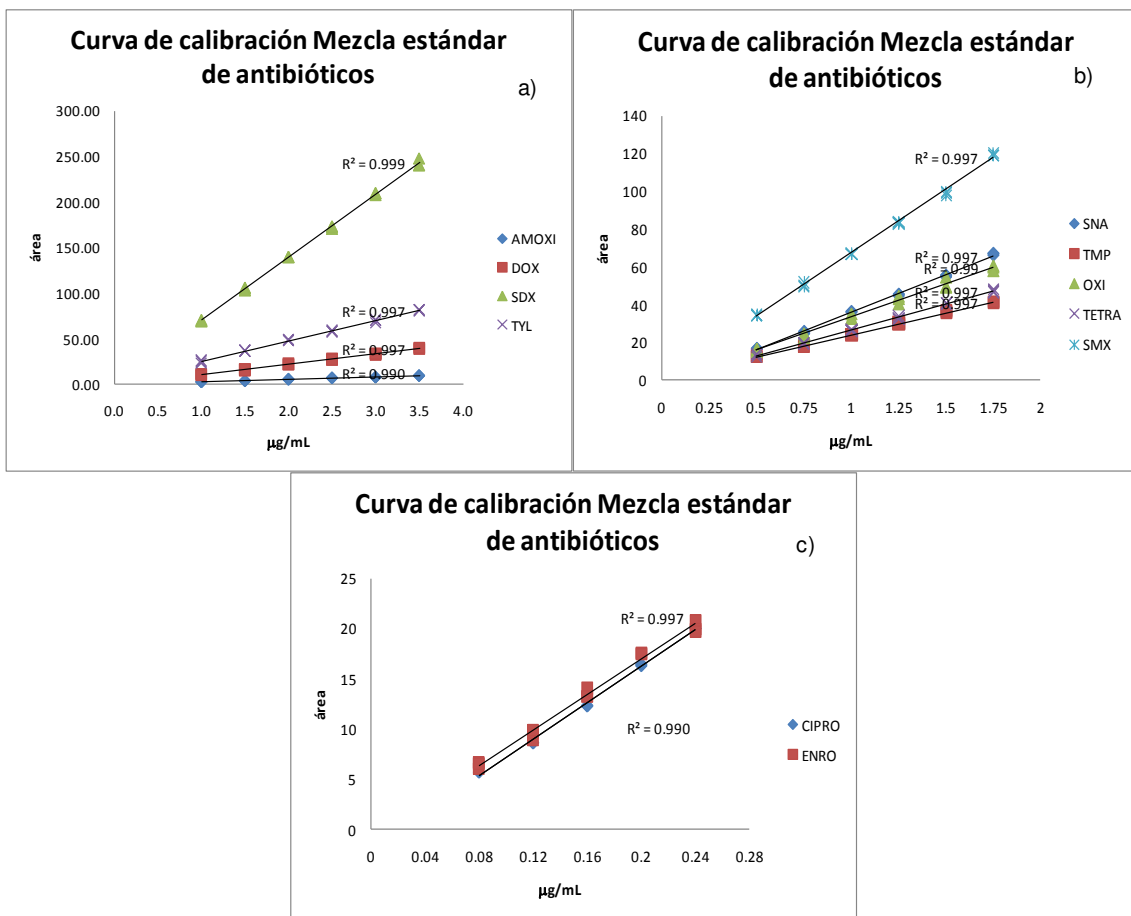 Curva de calibración Mezcla estándar
de antibióticos
a)
300.00
250.00
200.00
150.00
100.00
50.00
0.00
área
R² = 0.999
R² = 0.997
R² = 0.997
R² = 0.990
AMOXI
DOX
SDX
TYL
0.0 0.5 1.0 1.5 2.0 2.5 3.0 3.5 4.0
µg/mL
Curva de calibración Mezcla estándar
de antibióticos
b)
140
120
100
80
60
40
20
0
área
R² = 0.997
R² = 0.997
R² = 0.99
R² = 0.997
R² = 0.997
SNA
TMP
OXI
TETRA
SMX
0 0.25 0.5 0.75 1 1.25 1.5 1.75 2
µg/mL
Curva de calibración Mezcla estándar
de antibióticos
c)
25
20
15
10
5
0
área
R² = 0.997
R² = 0.990
CIPRO
ENRO
0 0.04 0.08 0.12 0.16 0.2 0.24 0.28
µg/mL